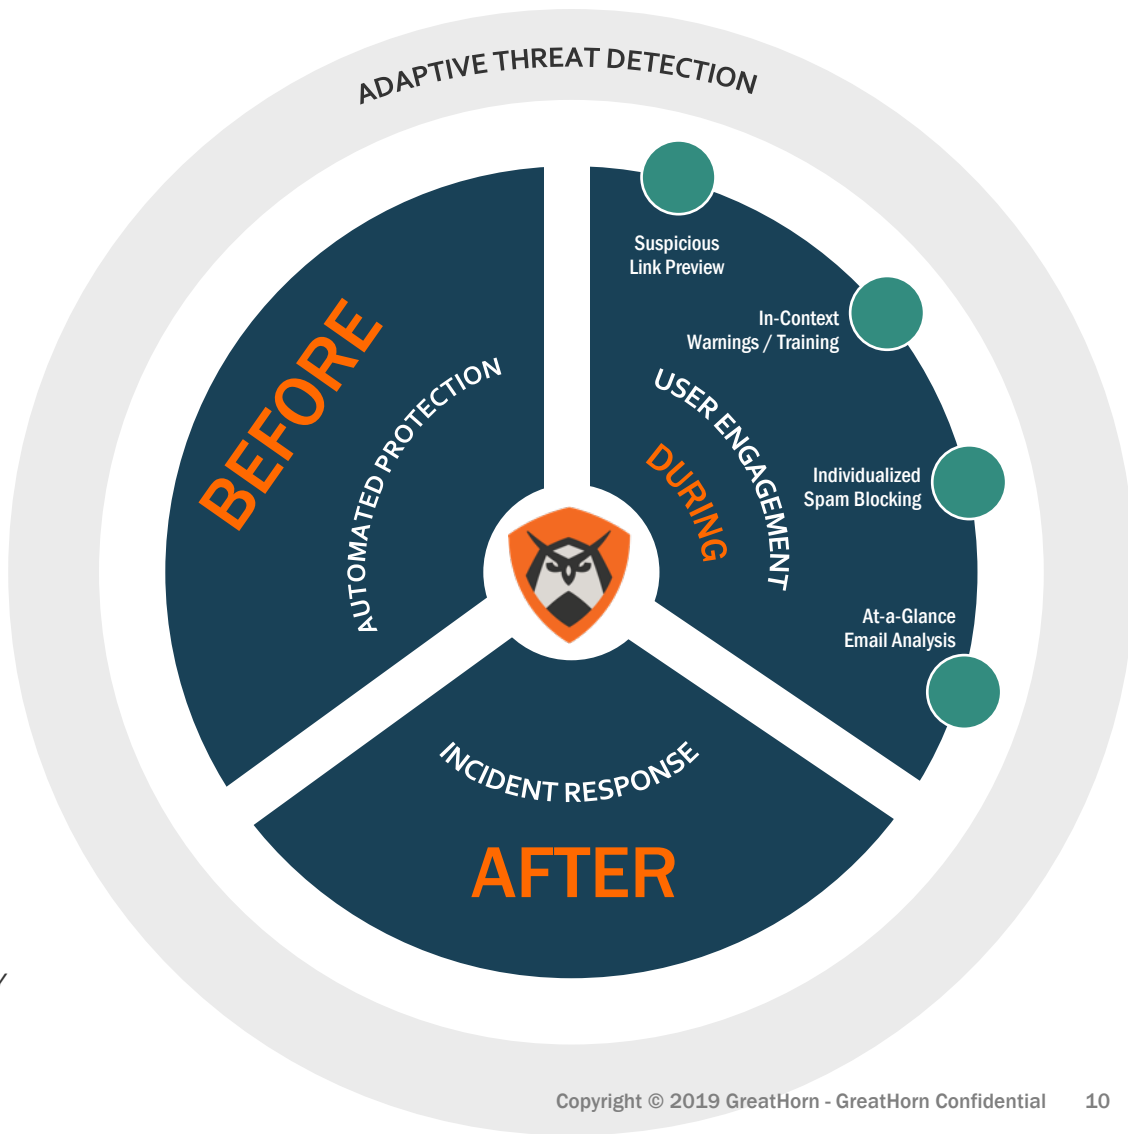 ADAPTIVE THREAT DETECTION
BEFORE
AUTOMATED PROTECTION
Suspicious
Link Preview
In-Context
Warnings / Training
USER ENGAGEMENT
DURING
Individualized
Spam Blocking
At-a-Glance
Email Analysis
INCIDENT RESPONSE
AFTER
Copyright © 2019 GreatHorn - GreatHorn Confidential 10